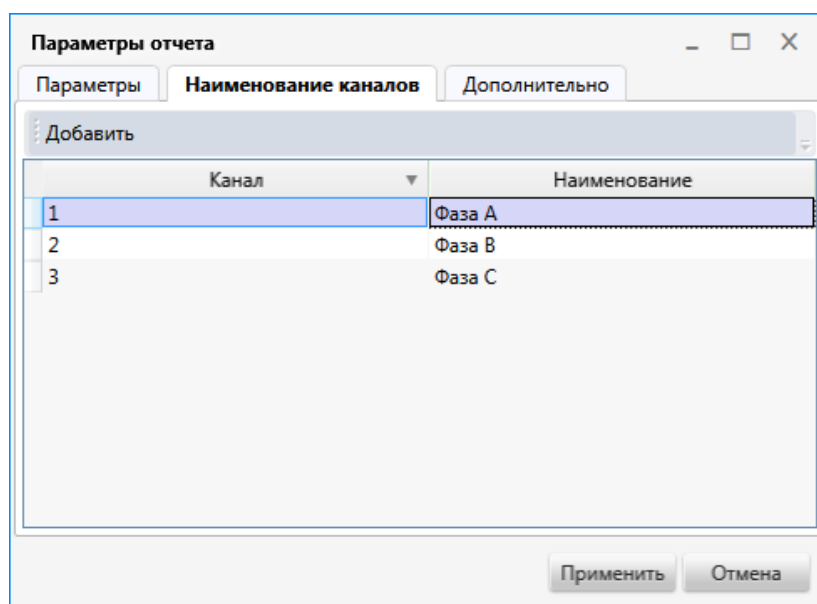 Параметры отчета
Параметры Наименование каналов Дополнительно
Добавить
Канал Наименование
1 Фаза A
2 Фаза B
3 Фаза C
Применить Отмена